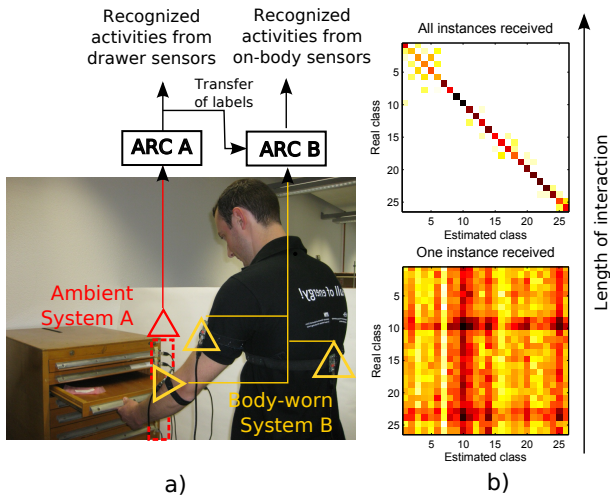 Recognized
activities from
drawer sensors
Recognized
activities from
on-body sensors
Transfer
of labels
ARC A
ARC B
Ambient
System A
Body-worn
System B
a)
All instances received
Real class
5
10
15
20
25
5
10
15
20
25
Estimated class
One instance received
Real class
5
10
15
20
25
5
10
15
20
25
Estimated class
b)
Length of interaction